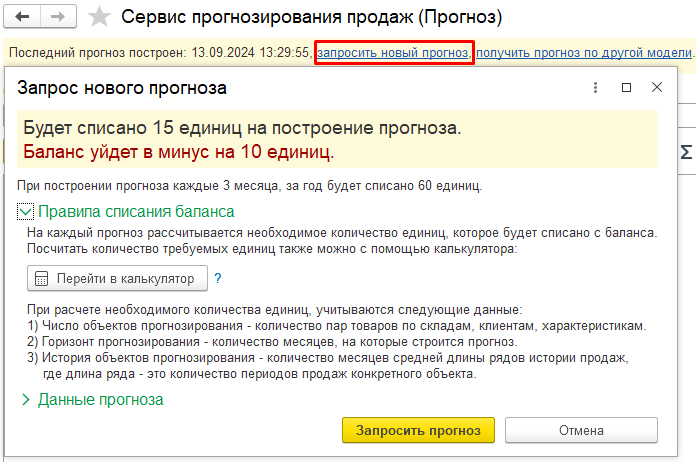 Сервис прогнозирования продаж (Прогноз)
Последний прогноз построен: 13.09.2024 13:29:55, запросить новый прогноз, получить прогноз по другой модели.
Запрос нового прогноза
Будет списано 15 единиц на построение прогноза.
Баланс уйдет в минус на 10 единиц.
При построении прогноза каждые 3 месяца, за год будет списано 60 единиц.
Правила списания баланса
На каждый прогноз рассчитывается необходимое количество единиц, которое будет списано с баланса.
Посчитать количество требуемых единиц также можно с помощью калькулятора:
Перейти в калькулятор ?
При расчете необходимого количества единиц, учитываются следующие данные:
1) Число объектов прогнозирования - количество пар товаров по складам, клиентам, характеристикам.
2) Горизонт прогнозирования - количество месяцев, на которые строится прогноз.
3) История объектов прогнозирования - количество месяцев средней длины рядов истории продаж,
где длина ряда - это количество периодов продаж конкретного объекта.
Данные прогноза
Запросить прогноз Отмена
Σ